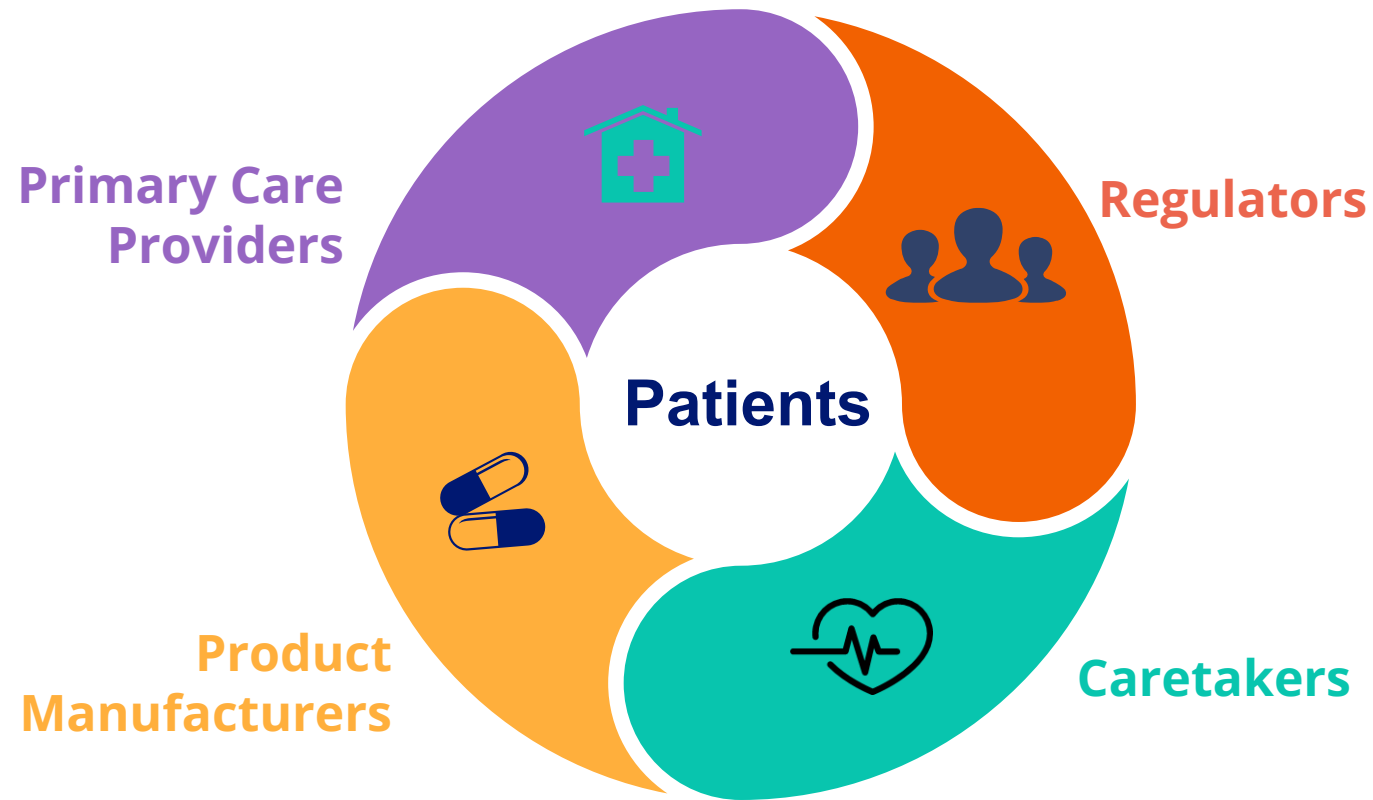 Primary Care
Providers
Regulators
Patients
Product
Manufacturers
Caretakers